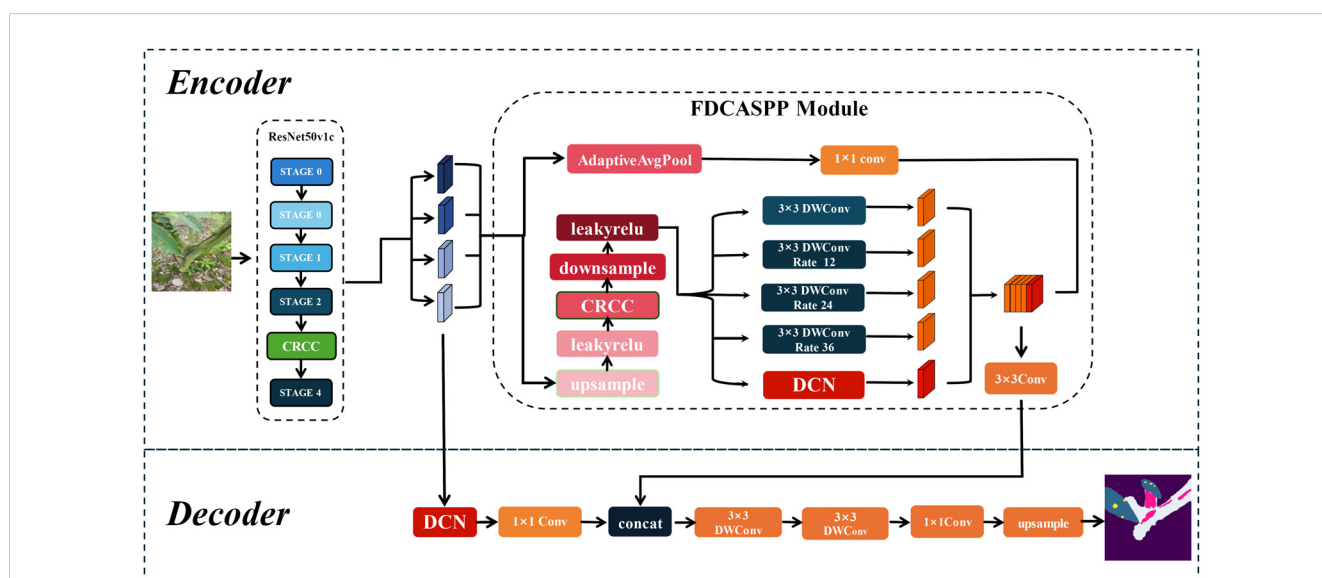 Encoder
ResNet50v1c
STAGE 0
STAGE 0
STAGE 1
STAGE 2
CRCC
STAGE 4
FDCASPP Module
AdaptiveAvgPool
1×1 conv
leakyrelu
downsample
CRCC
leakyrelu
upsample
3×3 DWConv
3×3 DWConv
Rate 12
3×3 DWConv
Rate 24
3×3 DWConv
Rate 36
DCN
3×3Conv
Decoder
DCN
1×1 Conv
concat
3×3
DWConv
3×3
DWConv
1×1Conv
upsample